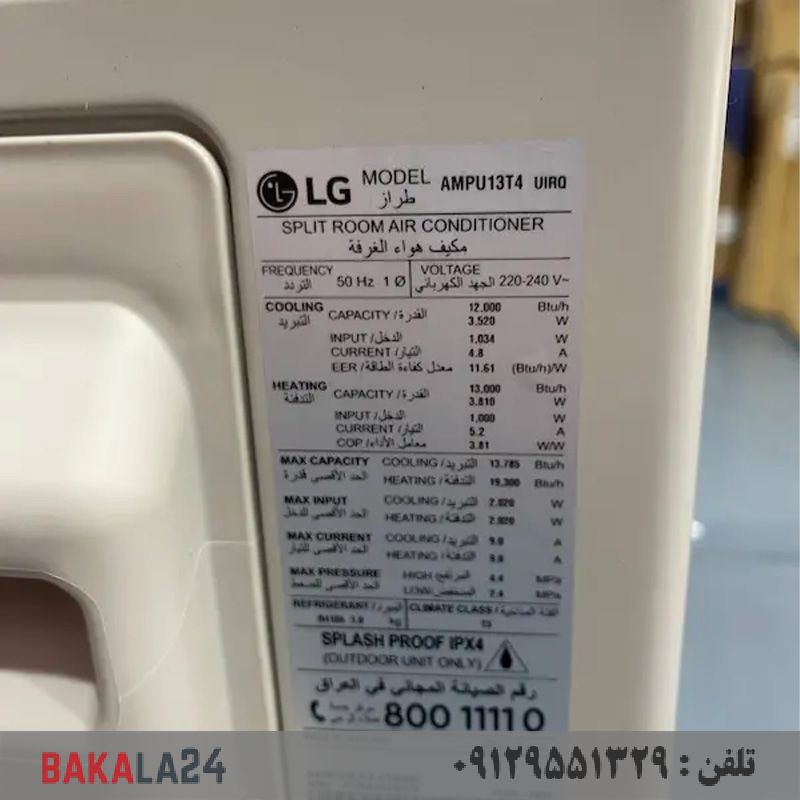 LG MODEL AMPU13T4 UIRQ
طراز
SPLIT ROOM AIR CONDITIONER
مكيف هواء الغرفة
FREQUENCY 50 Hz 1 Ø VOLTAGE 220-240 V~
التردد الجهد الكهربائي
COOLING CAPACITY / القدرة 12,000 Btu/h
التبريد 3,520 W
INPUT / الدخل 1,034 W
CURRENT / التيار 4.8 A
EER / معدل كفاءة الطاقة 11.61 (Btu/h)/W
HEATING CAPACITY / القدرة 13,000 Btu/h
التدفئة 3,810 W
INPUT / الدخل 1,000 W
CURRENT / التيار 5.2 A
COP / معامل الأداء 3.81 W/W
MAX CAPACITY COOLING / التبريد 13,785 Btu/h
الحد الأقصى قدرة HEATING / التدفئة 19,300 Btu/h
MAX INPUT COOLING / التبريد 2,020 W
الحد الأقصى للدخل HEATING / التدفئة 2,020 W
MAX CURRENT COOLING / التبريد 9.0 A
الحد الأقصى للتيار HEATING / التدفئة A
MAX PRESSURE HIGH / المرتفع 4.4 MPa
الحد الأقصى LOW / المنخفض 2.4 MPa
REFRIGERANT / المبرد CLIMATE CLASS / الفئة المناخية
R410A kg T3
SPLASH PROOF IPX4
(OUTDOOR UNIT ONLY)
رقم الصيانة المجاني في العراق
800 1111 0
BAKALA24 تلفن : ۰۹۱۲۹۵۵۱۳۲۹